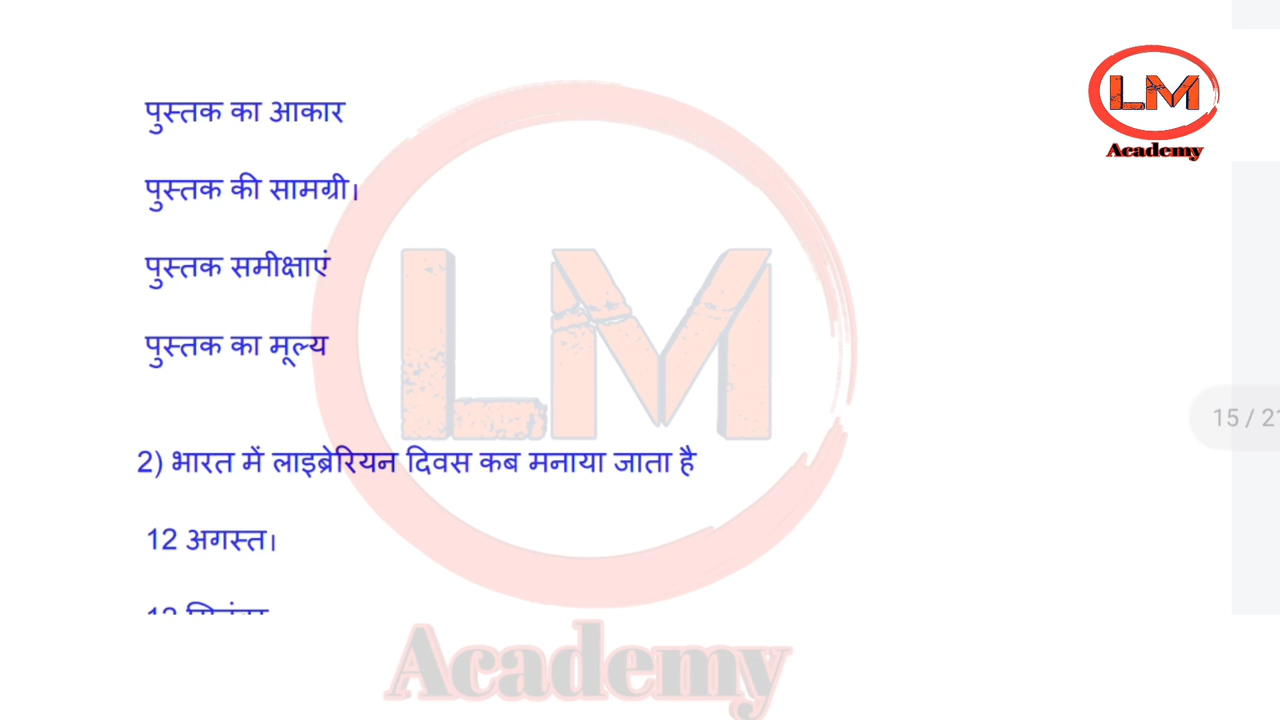 LM
Academy
पुस्तक का आकार
पुस्तक की सामग्री।
पुस्तक समीक्षाएं
पुस्तक का मूल्य
LM
15 / 21
2) भारत में लाइब्रेरियन दिवस कब मनाया जाता है
12 अगस्त।
Academy